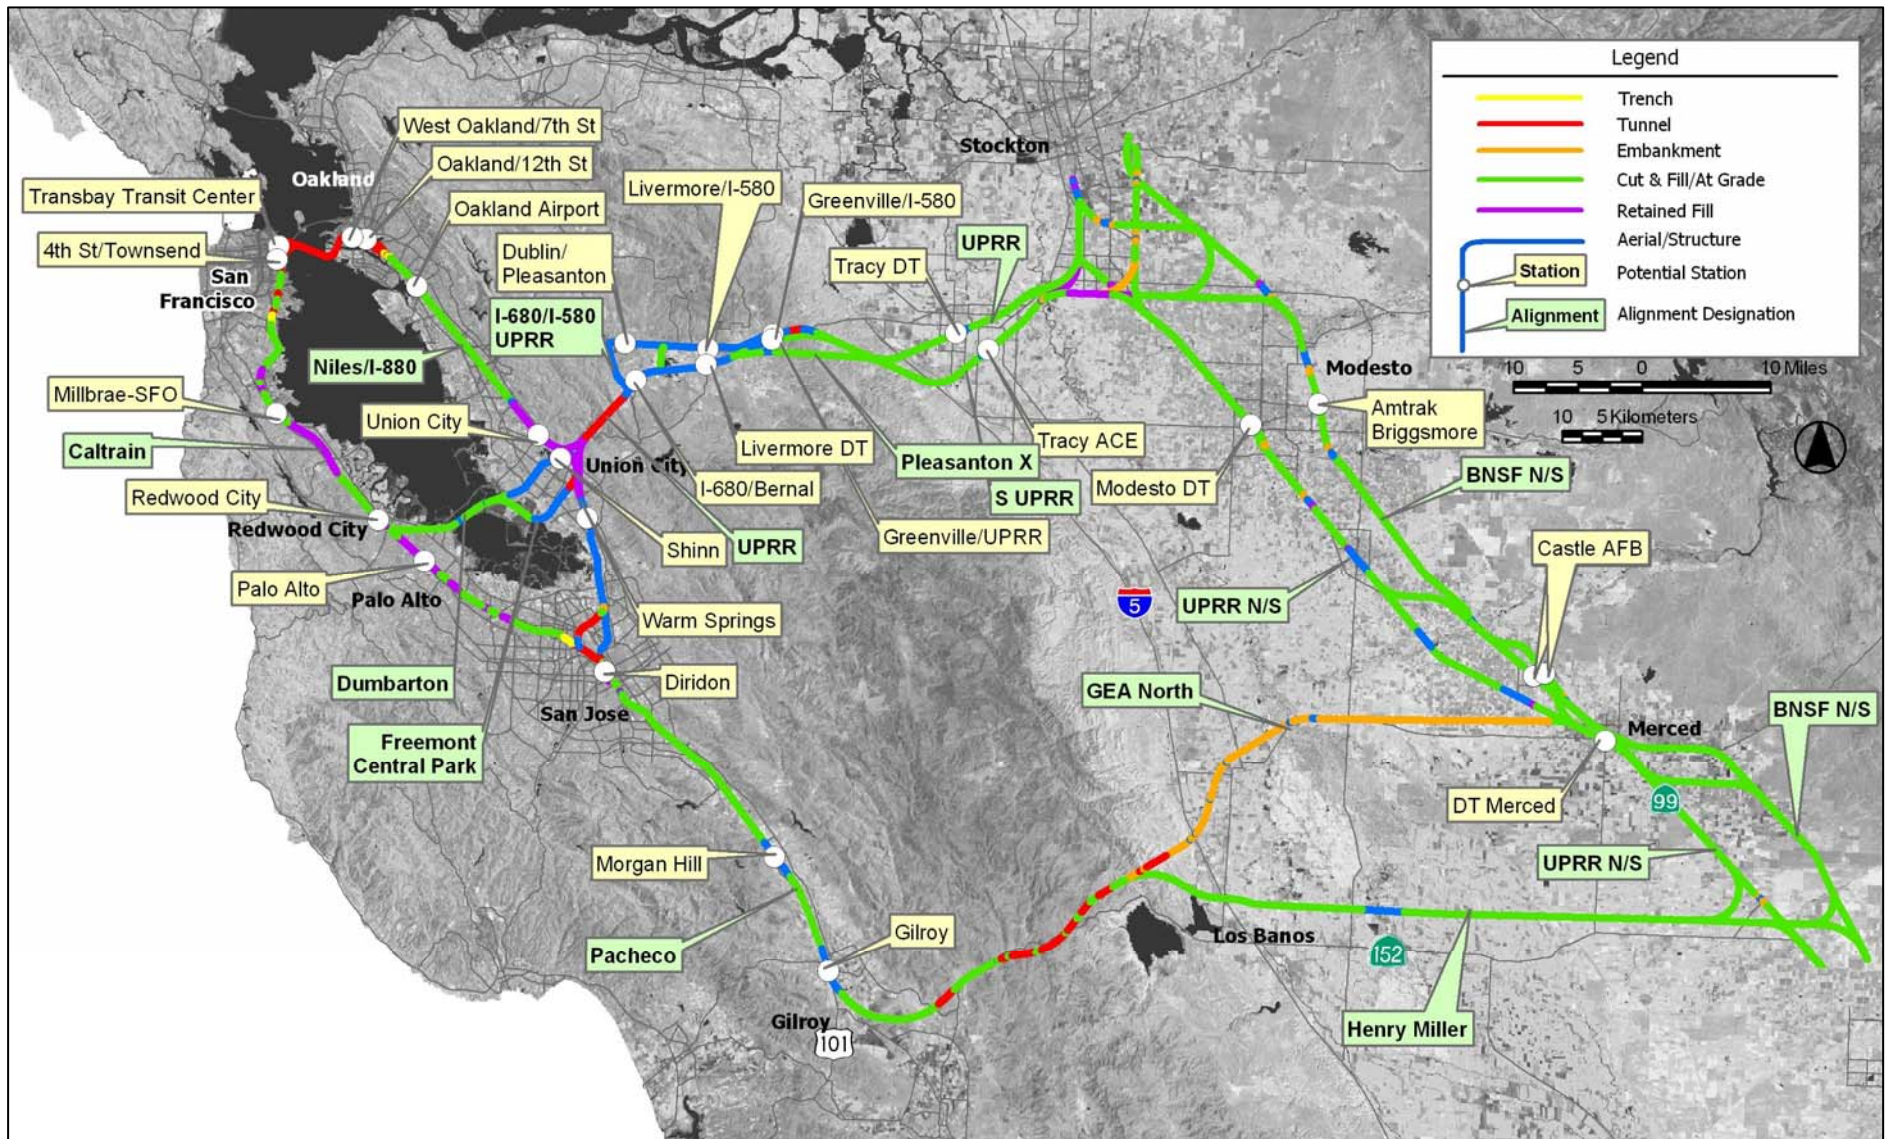 Legend
Trench
Tunnel
Embankment
Cut & Fill/At Grade
Retained Fill
Aerial/Structure
Station
Potential Station
Alignment
Alignment Designation
10 5 0 10 Miles
10 5 Kilometers
West Oakland/7th St
Stockton
Oakland/12th St
Oakland
Livermore/I-580
Transbay Transit Center
Greenville/I-580
Oakland Airport
4th St/Townsend
Dublin/
Pleasanton
Tracy DT
UPRR
San
Francisco
I-680/I-580
UPRR
Niles/I-880
Modesto
Millbrae-SFO
Amtrak
Briggsmore
Union City
Caltrain
Livermore DT
Tracy ACE
Pleasanton X
Union City
BNSF N/S
I-680/Bernal
Modesto DT
Redwood City
S UPRR
Redwood City
Greenville/UPRR
Shinn
UPRR
Castle AFB
Palo Alto
Palo Alto
5
UPRR N/S
Warm Springs
Dumbarton
Diridon
GEA North
San Jose
BNSF N/S
Merced
Freemont
Central Park
99
DT Merced
Morgan Hill
UPRR N/S
Gilroy
Los Banos
Pacheco
152
Gilroy
101
Henry Miller